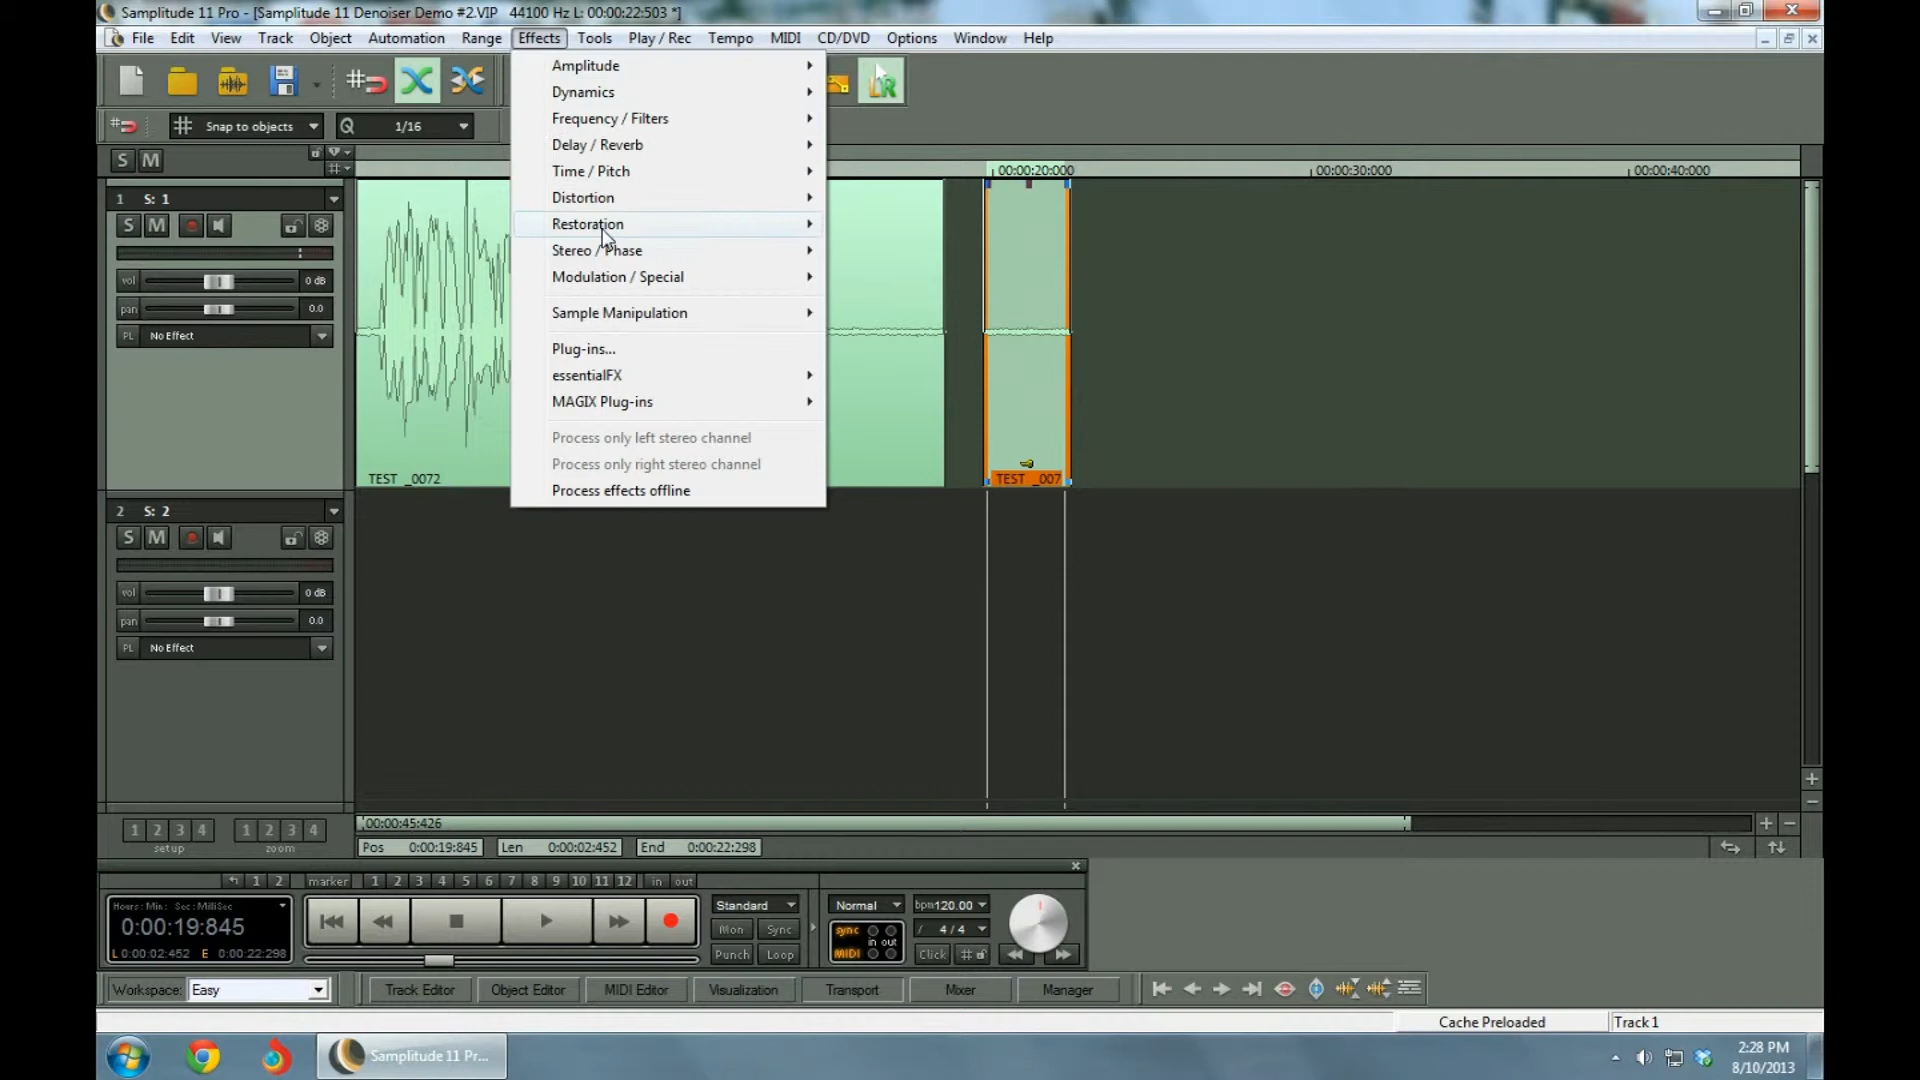 Samplitude 11 Pro - [Samplitude 11 Denoiser Demo #2.VIP   44100 Hz L: 00:00:22:503 *]
File Edit View Track Object Automation Range Effects Tools Play / Rec Tempo MIDI CD/DVD Options Window Help
Amplitude
Dynamics
Frequency / Filters
Delay / Reverb
Time / Pitch
Distortion
Restoration
Stereo / Phase
Modulation / Special
Sample Manipulation
Plug-ins...
essentialFX
MAGIX Plug-ins
Process only left stereo channel
Process only right stereo channel
Process effects offline
Snap to objects Q 1/16
S M
00:00:20:000 00:00:30:000 00:00:40:000
1 S: 1
S M
vol 0 dB
pan 0.0
PL No Effect
TEST _0072
TEST _007
2 S: 2
S M
vol 0 dB
pan 0.0
PL No Effect
1 2 3 4 1 2 3 4
setup zoom
00:00:45:426
Pos 0:00:19:845 Len 0:00:02:452 End 0:00:22:298
1 2 marker 1 2 3 4 5 6 7 8 9 10 11 12 in out
Hours: Min: Sec: MilliSec
0:00:19:845
L 0:00:02:452 E 0:00:22:298
Standard
Mon Sync
Punch Loop
Normal
sync
MIDI
in out
bpm 120.00
/ 4 / 4
Click
Workspace: Easy
Track Editor Object Editor MIDI Editor Visualization Transport Mixer Manager
Cache Preloaded Track 1
Samplitude 11 Pr...
2:28 PM
8/10/2013